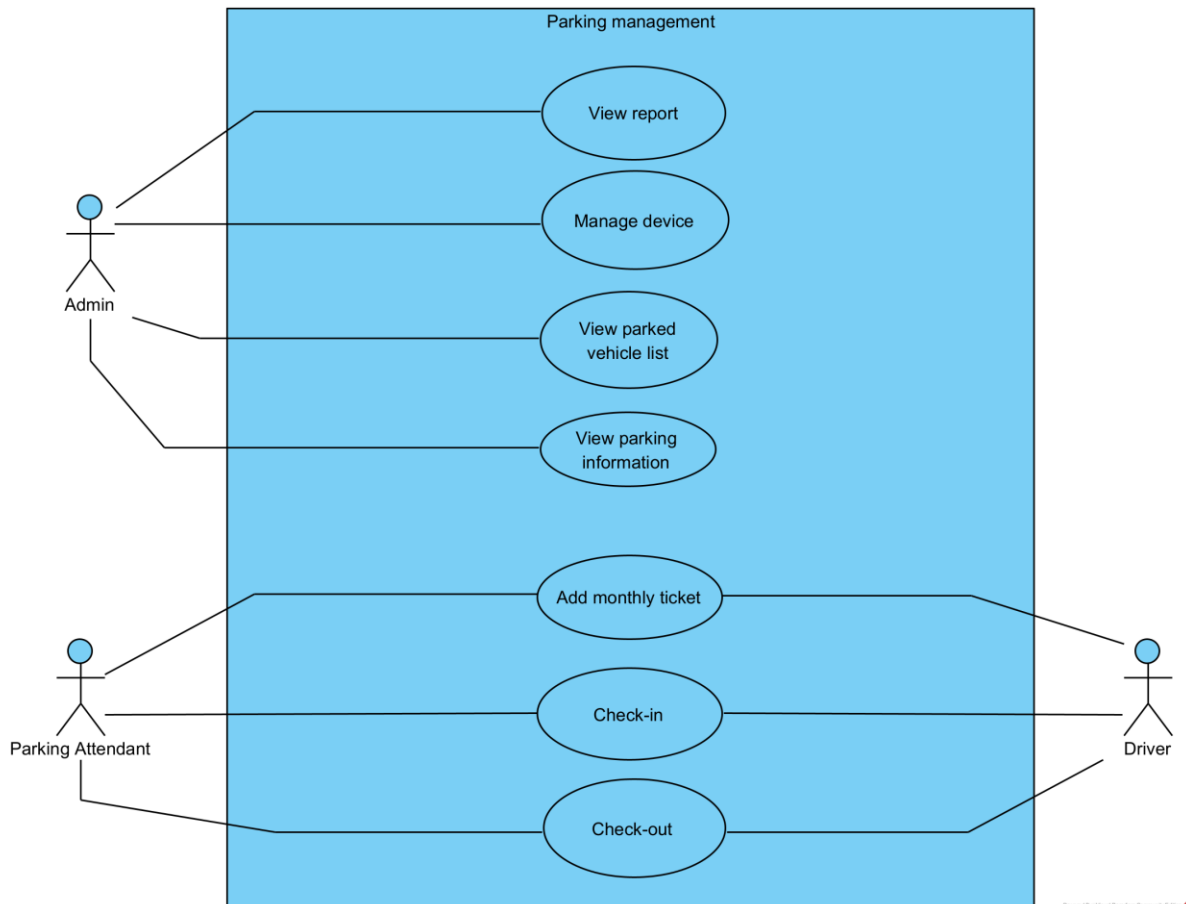 Parking management
View report
Manage device
Admin
View parked
vehicle list
View parking
information
Add monthly ticket
Check-in
Parking Attendant
Driver
Check-out